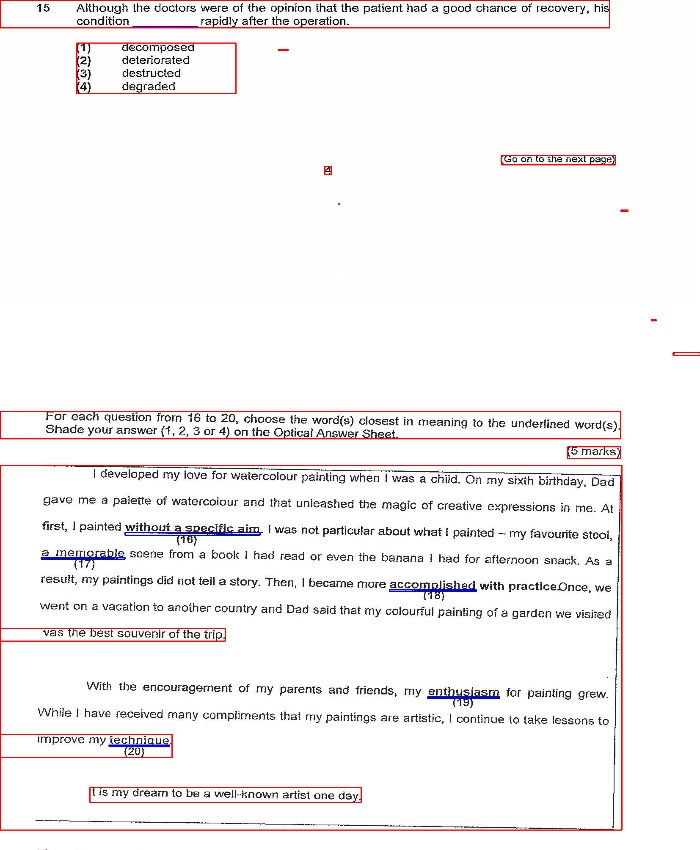 15 Although the doctors were of the opinion that the patient had a good chance of recovery, his
condition ________ rapidly after the operation.
(1) decomposed
(2) deteriorated
(3) destructed
(4) degraded
(Go on to the next page)
4
For each question from 16 to 20, choose the word(s) closest in meaning to the underlined word(s).
Shade your answer (1, 2, 3 or 4) on the Optical Answer Sheet.
(5 marks)
I developed my love for watercolour painting when I was a child. On my sixth birthday, Dad
gave me a palette of watercolour and that unleashed the magic of creative expressions in me. At
first, I painted without a specific aim. I was not particular about what I painted – my favourite stool,
(16)
a memorable scene from a book I had read or even the banana I had for afternoon snack. As a
(17)
result, my paintings did not tell a story. Then, I became more accomplished with practice.Once, we
(18)
went on a vacation to another country and Dad said that my colourful painting of a garden we visited
was the best souvenir of the trip.
With the encouragement of my parents and friends, my enthusiasm for painting grew.
(19)
While I have received many compliments that my paintings are artistic, I continue to take lessons to
improve my technique.
(20)
It is my dream to be a well-known artist one day.